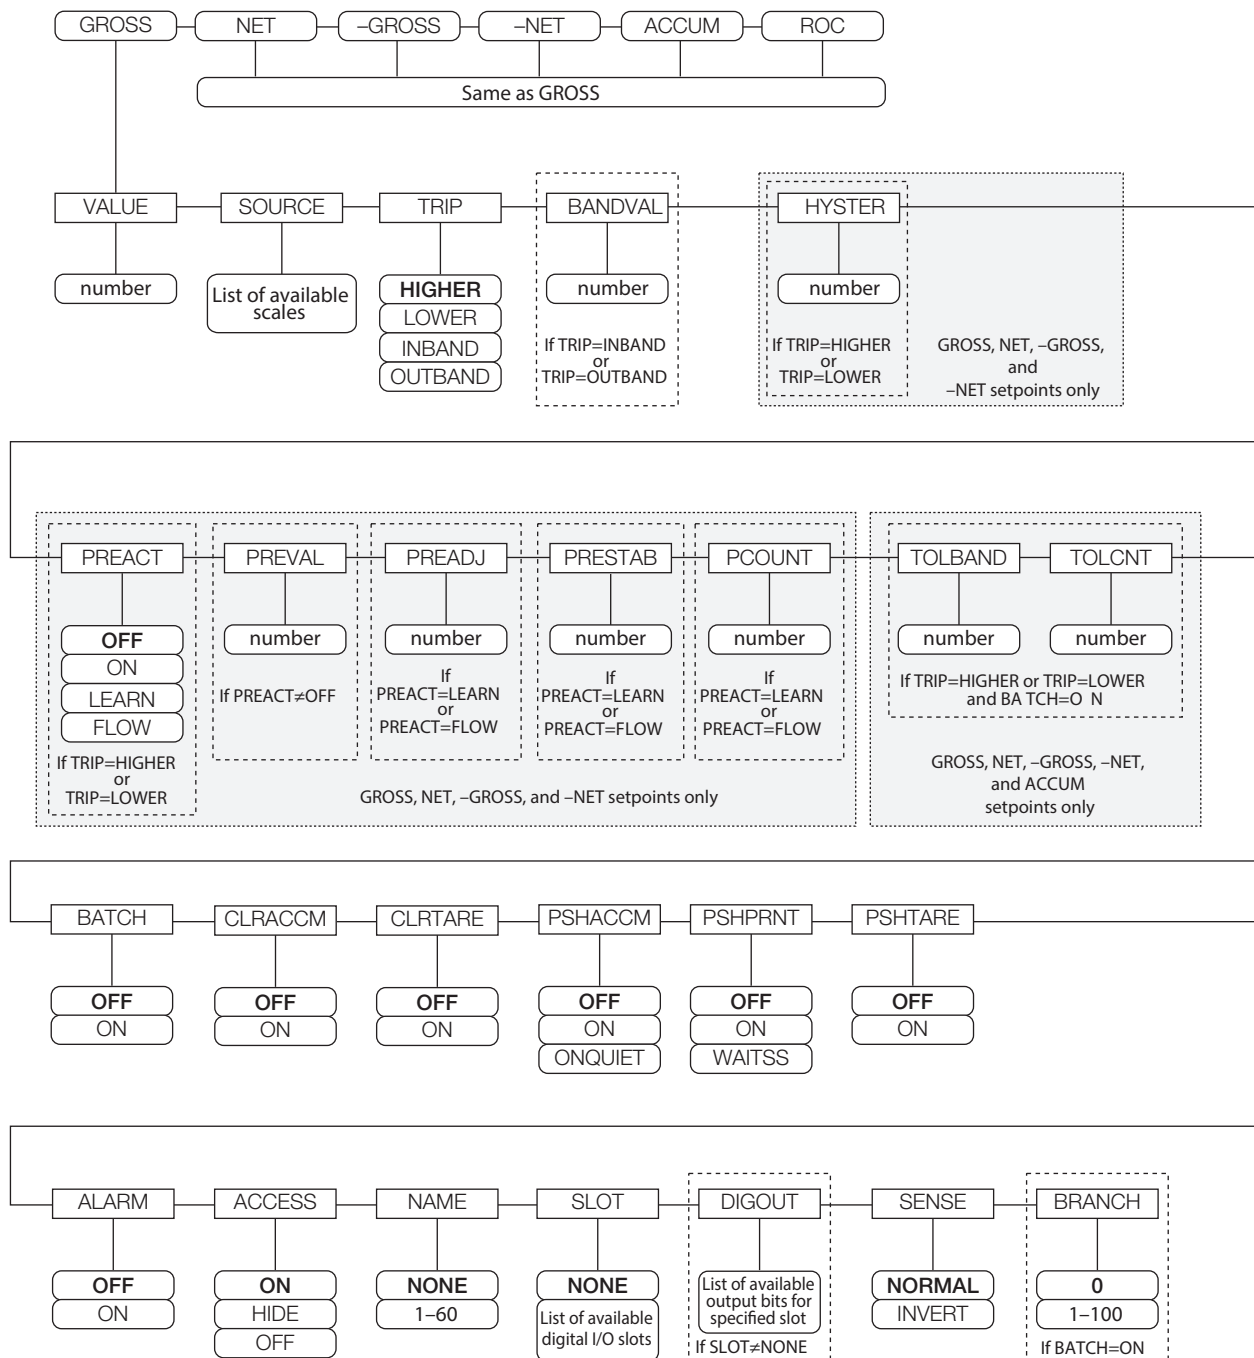 GROSS NET –GROSS –NET ACCUM ROC
Same as GROSS
VALUE SOURCE TRIP BANDVAL HYSTER
number
List of available
scales
HIGHER
LOWER
INBAND
OUTBAND
number
If TRIP=INBAND
or
TRIP=OUTBAND
number
If TRIP=HIGHER
or
TRIP=LOWER
GROSS, NET, –GROSS,
and
–NET setpoints only
PREACT PREVAL PREADJ PRESTAB PCOUNT TOLBAND TOLCNT
OFF
ON
LEARN
FLOW
If TRIP=HIGHER
or
TRIP=LOWER
number
If PREACT≠OFF
number
If
PREACT=LEARN
or
PREACT=FLOW
number
If
PREACT=LEARN
or
PREACT=FLOW
number
If
PREACT=LEARN
or
PREACT=FLOW
GROSS, NET, –GROSS, and –NET setpoints only
number number
If TRIP=HIGHER or TRIP=LOWER
and BA TCH=O N
GROSS, NET, –GROSS, –NET,
and ACCUM
setpoints only
BATCH CLRACCM CLRTARE PSHACCM PSHPRNT PSHTARE
OFF
ON
OFF
ON
OFF
ON
OFF
ON
ONQUIET
OFF
ON
WAITSS
OFF
ON
ALARM ACCESS NAME SLOT DIGOUT SENSE BRANCH
OFF
ON
ON
HIDE
OFF
NONE
1–60
NONE
List of available
digital I/O slots
List of available
output bits for
specified slot
If SLOT≠NONE
NORMAL
INVERT
0
1–100
If BATCH=ON